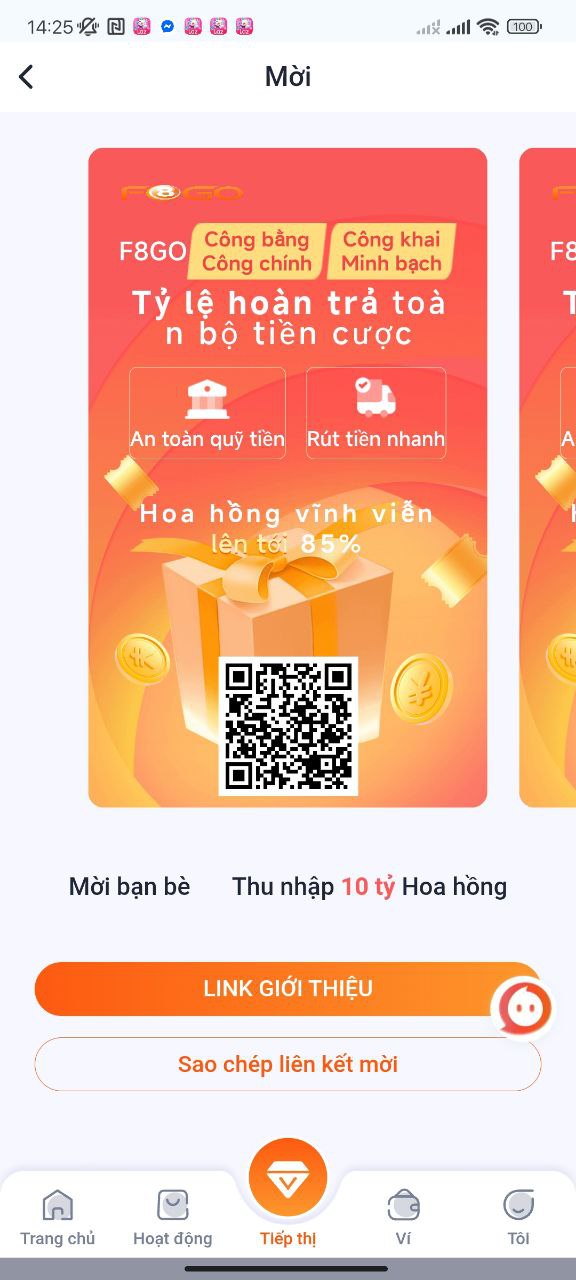 14:25
100
Mời
F8GO
F8GO
Công bằng
Công chính
Công khai
Minh bạch
Tỷ lệ hoàn trả toà
n bộ tiền cược
An toàn quỹ tiền
Rút tiền nhanh
Hoa hồng vĩnh viễn
lên tới 85%
Mời bạn bè Thu nhập 10 tỷ Hoa hồng
LINK GIỚI THIỆU
Sao chép liên kết mời
Trang chủ Hoạt động Tiếp thị Ví Tôi